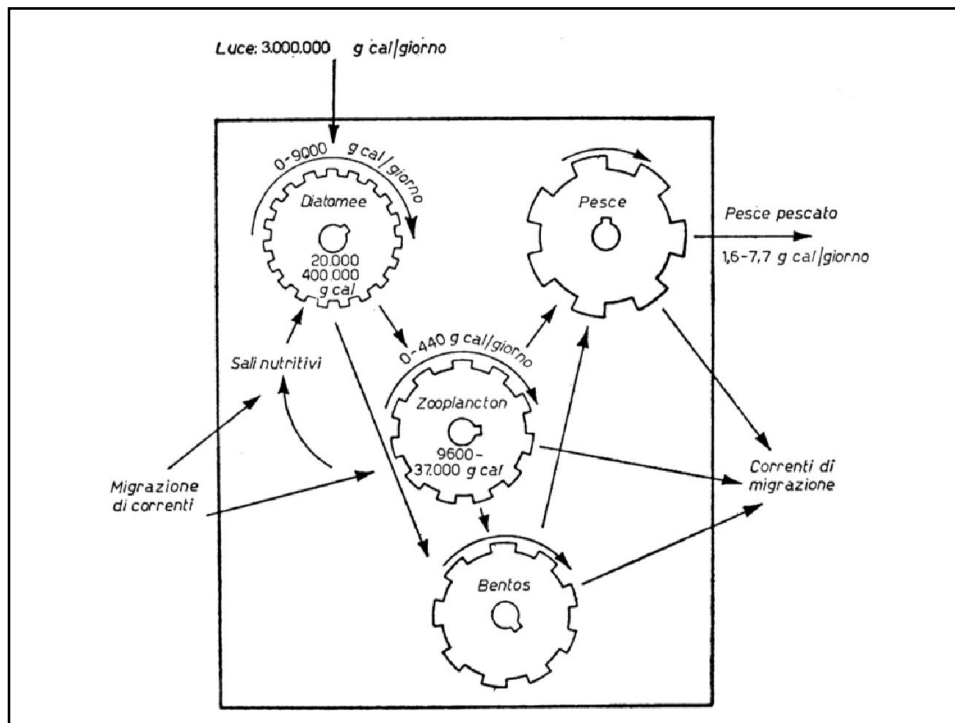 Luce: 3.000.000 g cal/giorno
0-9000 g cal/giorno
Diatomee
20.000
400.000
g cal
Pesce
Pesce pescato
1,6-7,7 g cal/giorno
Sali nutritivi
0-440 g cal/giorno
Zooplancton
9600-
37.000 g cal
Migrazione
di correnti
Correnti di
migrazione
Bentos